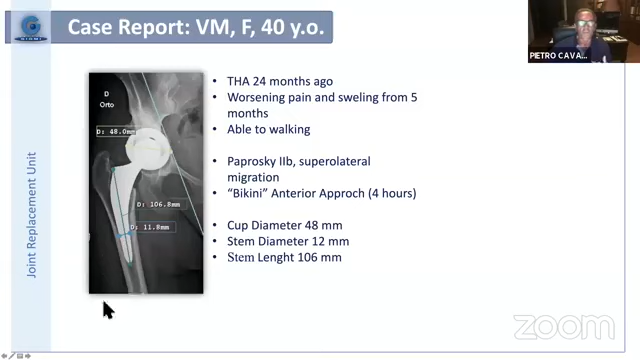 Case Report: VM, F, 40 y.o.
PIETRO CAVA...
D
Orto
D: 48.0mm
D: 106.8mm
D: 11.8mm
Joint Replacement Unit
• THA 24 months ago
• Worsening pain and sweling from 5
months
• Able to walking
• Paprosky IIb, superolateral
migration
• “Bikini” Anterior Approch (4 hours)
• Cup Diameter 48 mm
• Stem Diameter 12 mm
• Stem Lenght 106 mm
zoom